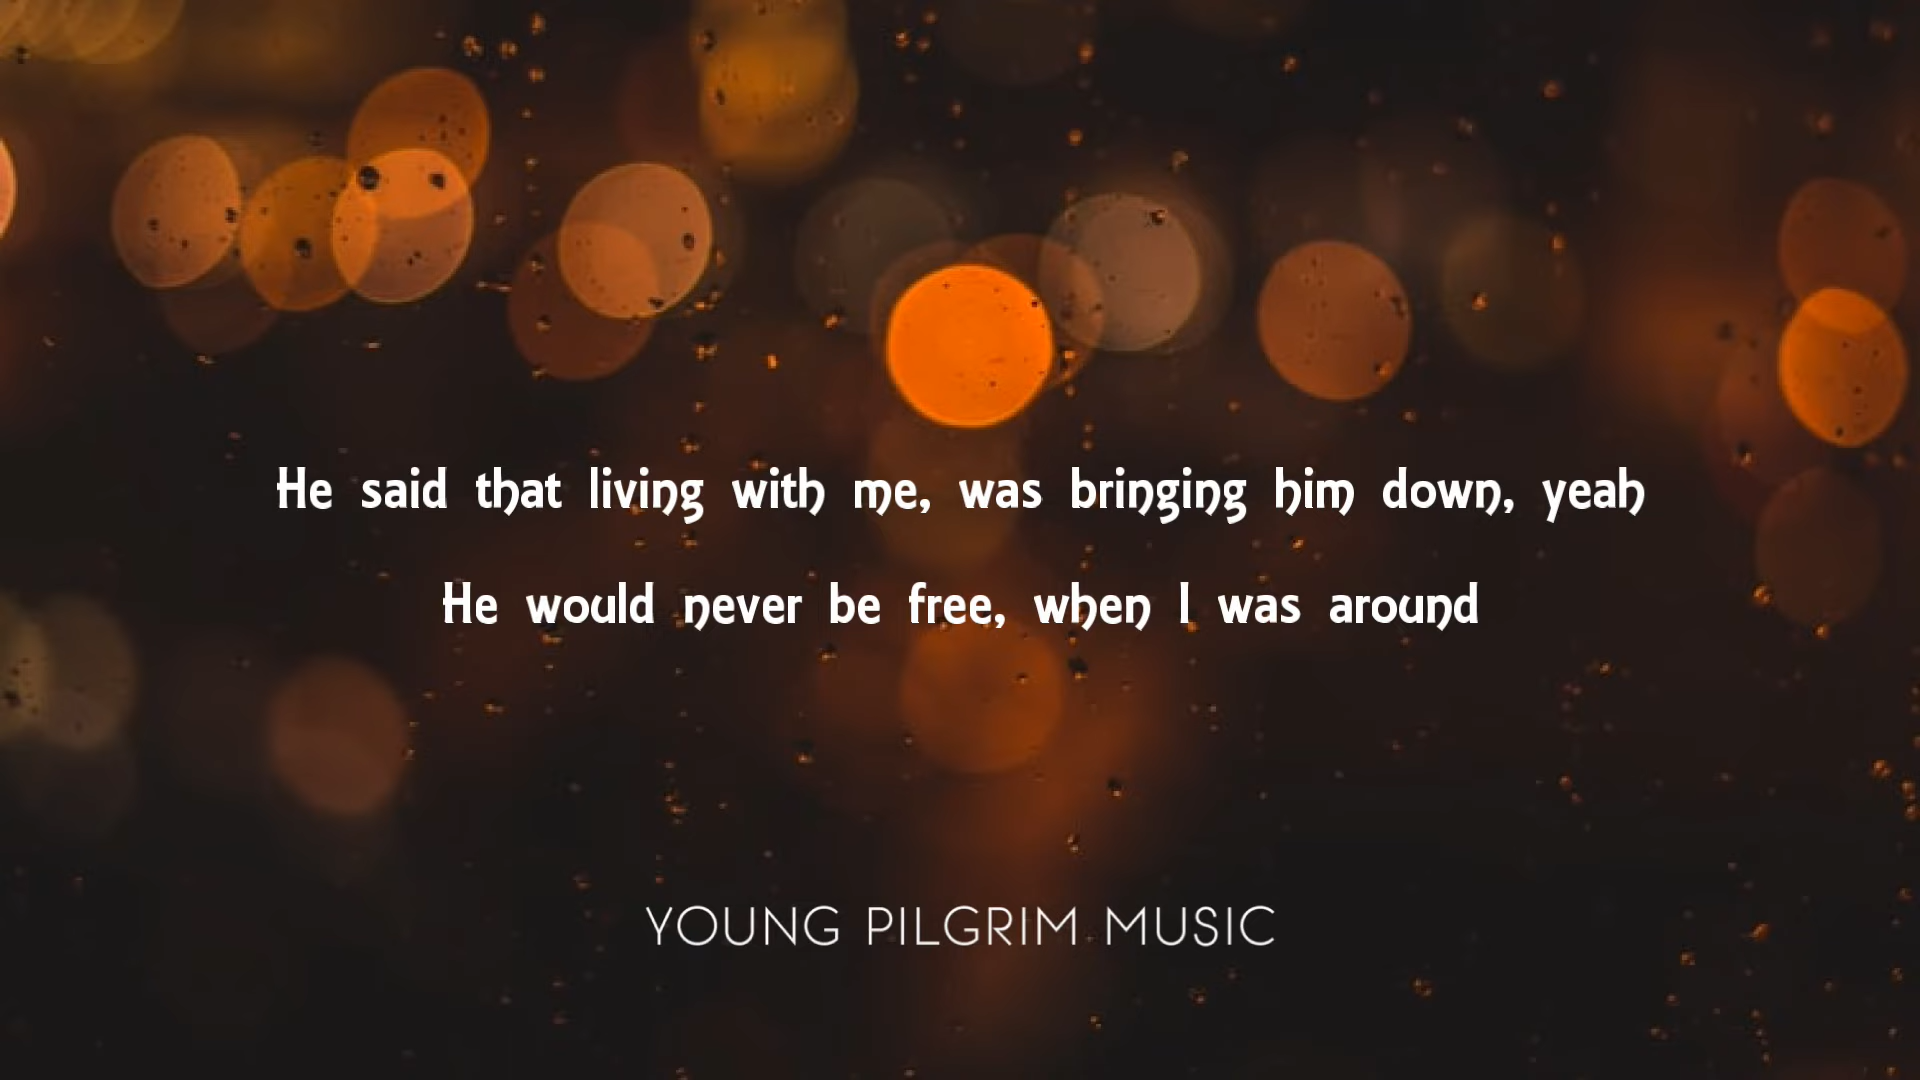 He said that living with me, was bringing him down, yeah
He would never be free, when I was around
YOUNG PILGRIM MUSIC